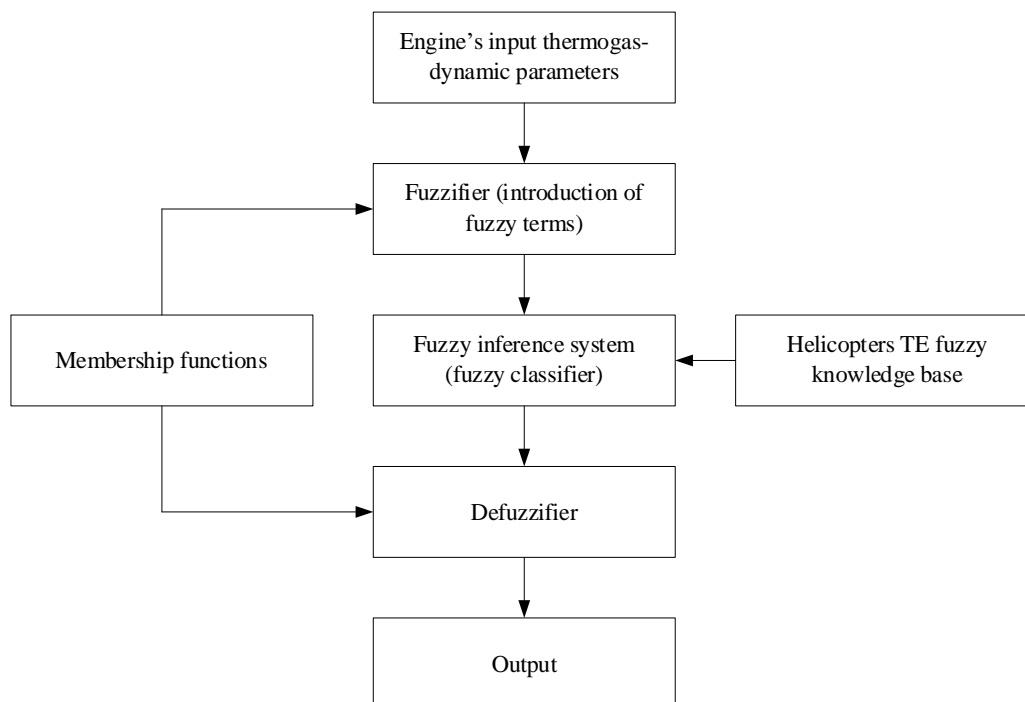 Engine’s input thermogas-
dynamic parameters
Fuzzifier (introduction of
fuzzy terms)
Membership functions
Fuzzy inference system
(fuzzy classifier)
Helicopters TE fuzzy
knowledge base
Defuzzifier
Output